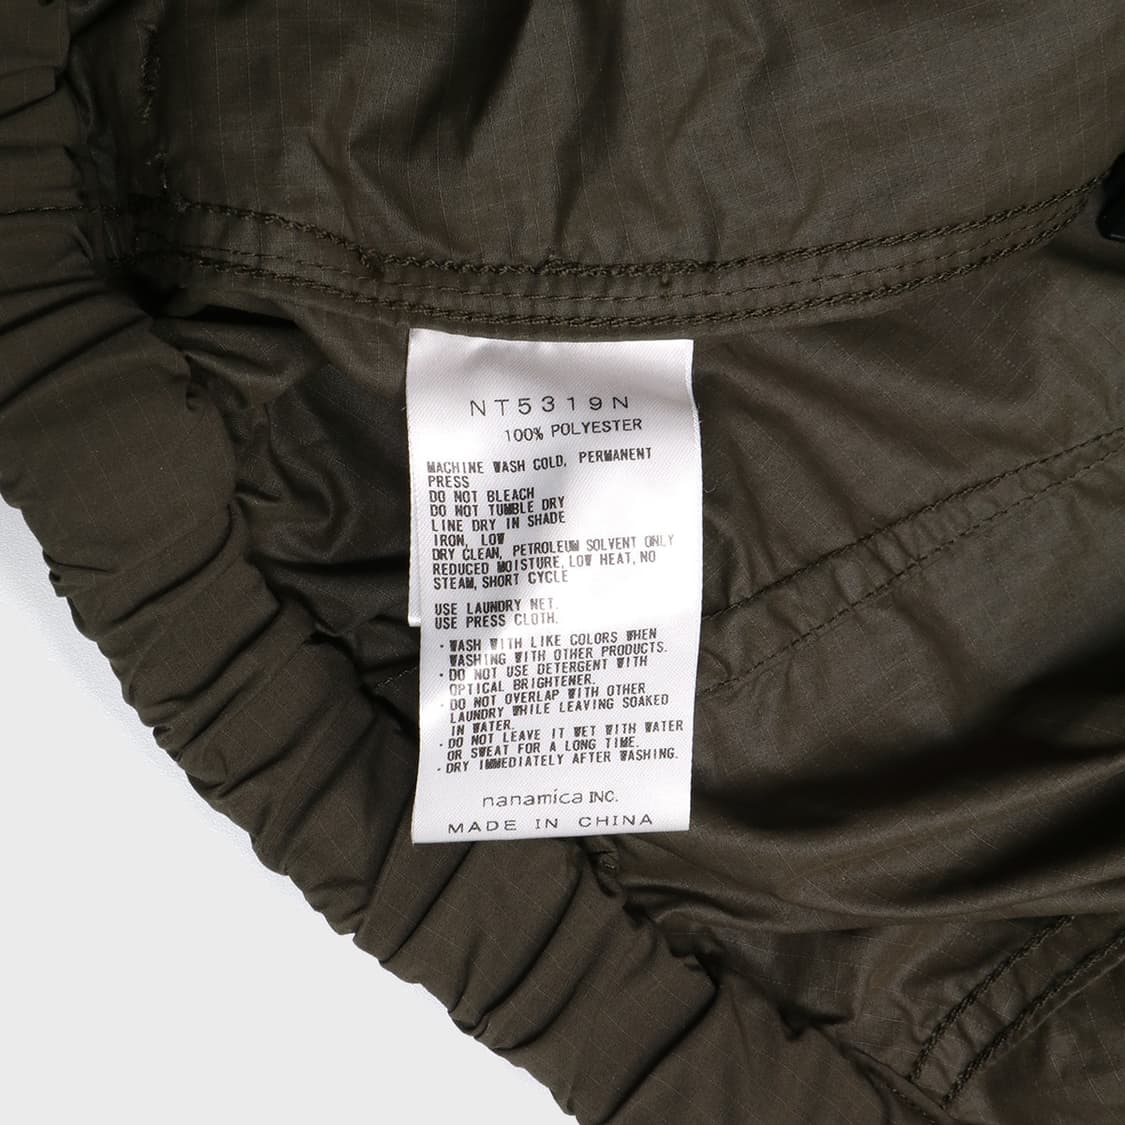 NT5319N
100% POLYESTER
MACHINE WASH COLD, PERMANENT
PRESS
DO NOT BLEACH
DO NOT TUMBLE DRY
LINE DRY IN SHADE
IRON, LOW
DRY CLEAN, PETROLEUM SOLVENT ONLY
REDUCED MOISTURE, LOW HEAT, NO
STEAM, SHORT CYCLE
USE LAUNDRY NET.
USE PRESS CLOTH.
・WASH WITH LIKE COLORS WHEN
WASHING WITH OTHER PRODUCTS.
・DO NOT USE DETERGENT WITH
OPTICAL BRIGHTENER.
・DO NOT OVERLAP WITH OTHER
LAUNDRY WHILE LEAVING SOAKED
IN WATER.
・DO NOT LEAVE IT WET WITH WATER
OR SWEAT FOR A LONG TIME.
・DRY IMMEDIATELY AFTER WASHING.
nanamica INC.
MADE IN CHINA